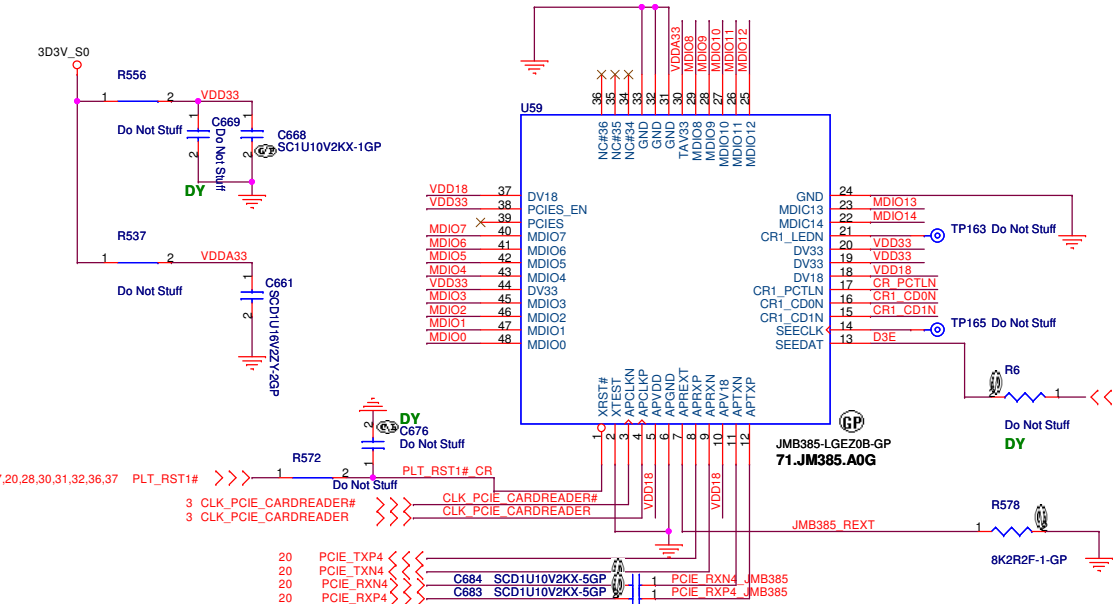 3D3V_S0
R556
1 2 VDD33
Do Not Stuff
1
C669
Do Not Stuff
2
DY
1
C668
SC1U10V2KX-1GP
2
R537
1 2 VDDA33
Do Not Stuff
1
C661
SCD1U16V2ZY-2GP
2
VDDA33
MDIO8
MDIO9
MDIO10
MDIO11
MDIO12
U59
36 35 34 33 32 31 30 29 28 27 26 25
NC#36
NC#35
NC#34
GND
GND
GND
TAV33
MDIO8
MDIO9
MDIO10
MDIO11
MDIO12
VDD18 37 DV18
VDD33 38 PCIES_EN
39 PCIES
MDIO7 40 MDIO7
MDIO6 41 MDIO6
MDIO5 42 MDIO5
MDIO4 43 MDIO4
VDD33 44 DV33
MDIO3 45 MDIO3
MDIO2 46 MDIO2
MDIO1 47 MDIO1
MDIO0 48 MDIO0
GND 24
MDIC13 23 MDIO13
MDIC14 22 MDIO14
CR1_LEDN 21 TP163 Do Not Stuff
DV33 20 VDD33
DV33 19 VDD33
DV18 18 VDD18
CR1_PCTLN 17 CR_PCTLN
CR1_CD0N 16 CR1_CD0N
CR1_CD1N 15 CR1_CD1N
SEECLK 14 TP165 Do Not Stuff
SEEDAT 13 D3E
XRST#
XTEST
APCLKN
APCLKP
APVDD
APGND
APREXT
APRXP
APRXN
APV18
APTXN
APTXP
1 2 3 4 5 6 7 8 9 10 11 12
VDD18
VDD18
GP
JMB385-LGEZ0B-GP
71.JM385.A0G
R6
2 1
Do Not Stuff
DY
DY
2
C676
Do Not Stuff
1
7,20,28,30,31,32,36,37 PLT_RST1#
R572
1 2 PLT_RST1#_CR
Do Not Stuff
3 CLK_PCIE_CARDREADER# CLK_PCIE_CARDREADER#
3 CLK_PCIE_CARDREADER CLK_PCIE_CARDREADER
JMB385_REXT
R578
1
8K2R2F-1-GP
20 PCIE_TXP4
20 PCIE_TXN4
20 PCIE_RXN4 C684 SCD1U10V2KX-5GP 1 PCIE_RXN4_JMB385
20 PCIE_RXP4 C683 SCD1U10V2KX-5GP 1 PCIE_RXP4_JMB385